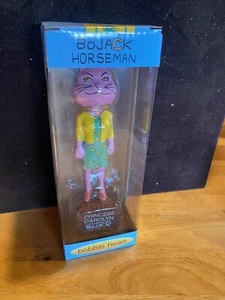 BoJACK
HORSEMAN
PRINCESS
CAROLYN
BoJACK
bobble head